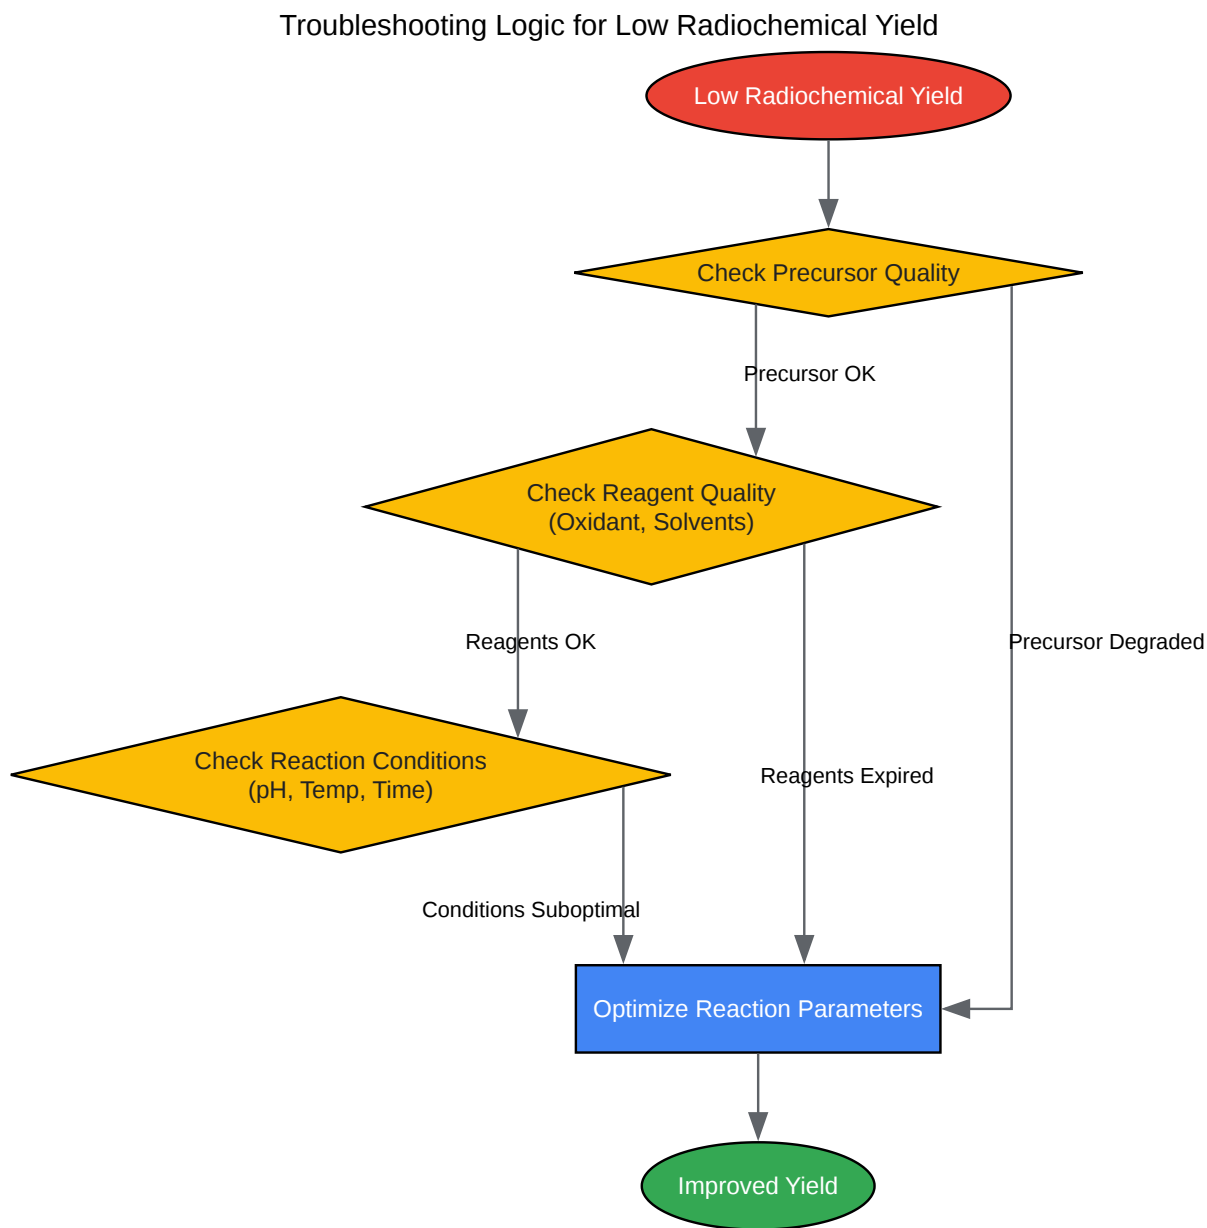 Troubleshooting Logic for Low Radiochemical Yield
Low Radiochemical Yield
Check Precursor Quality
Precursor OK
Check Reagent Quality
(Oxidant, Solvents)
Reagents OK
Precursor Degraded
Check Reaction Conditions
(pH, Temp, Time)
Reagents Expired
Conditions Suboptimal
Optimize Reaction Parameters
Improved Yield